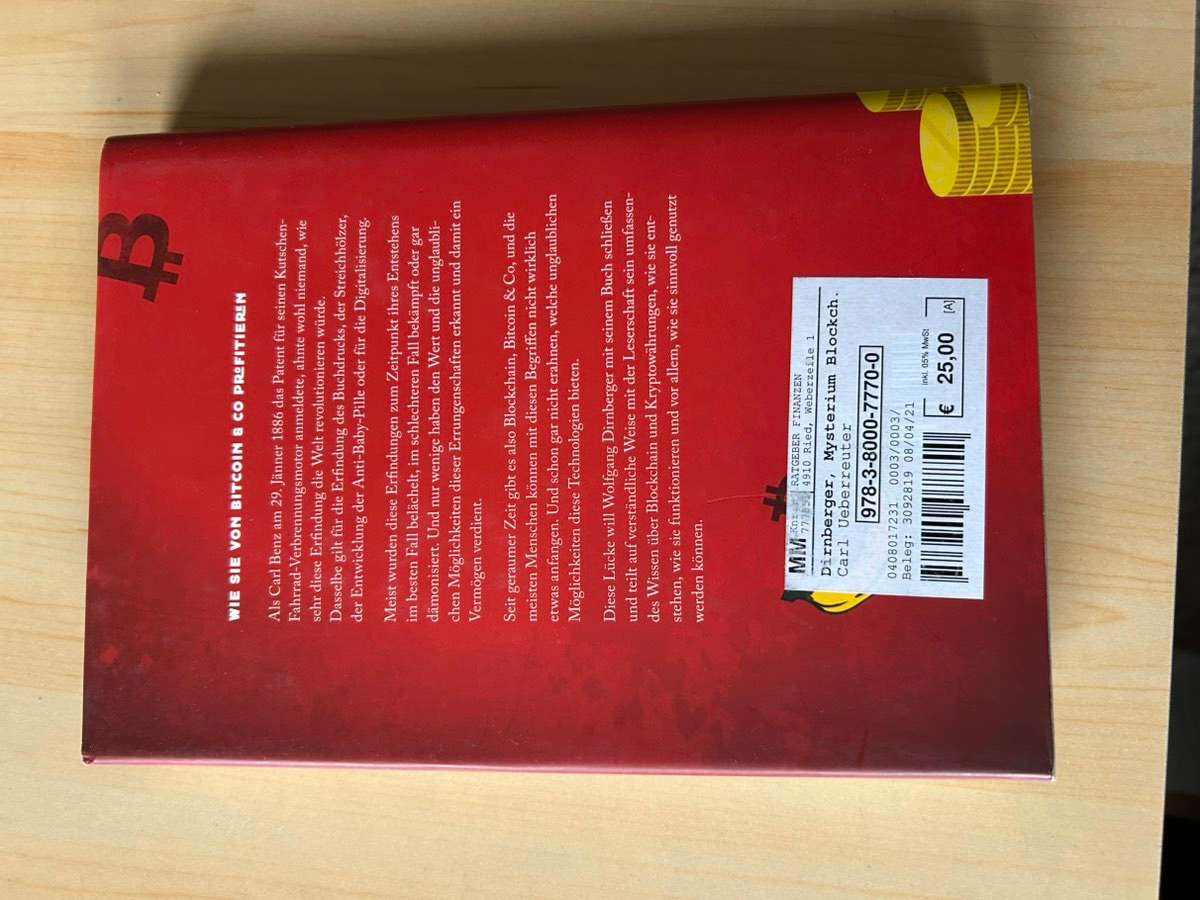 WIE SIE VON BITCOIN & CO PROFITIEREN
Als Carl Benz am 29. Jänner 1886 das Patent für seinen Kutschen-
Fahrrad-Verbrennungsmotor anmeldete, ahnte wohl niemand, wie
sehr diese Erfindung die Welt revolutionieren würde.
Dasselbe gilt für die Erfindung des Buchdrucks, der Streichhölzer,
der Entwicklung der Anti-Baby-Pille oder für die Digitalisierung.
Meist wurden diese Erfindungen zum Zeitpunkt ihres Entstehens
im besten Fall belächelt, im schlechteren Fall bekämpft oder gar
dämonisiert. Und nur wenige haben den Wert und die unglaubli-
chen Möglichkeiten dieser Errungenschaften erkannt und damit ein
Vermögen verdient
Seit geraumer Zeit gibt es also Blockchain, Bitcoin & Co, und die
meisten Menschen können mit diesen Begriffen nicht wirklich
etwas anfangen. Und schon gar nicht erahnen, welche unglaublichen
Möglichkeiten diese Technologien bieten.
Diese Lücke will Wolfgang Dirnberger mit seinem Buch schließen
und teilt auf verständliche Weise mit der Leserschaft sein umfassen-
des Wissen über Blockchain und Kryptowährungen, wie sie ent-
stehen, wie sie funktionieren und vor allem, wie sie sinnvoll genutzt
werden können.
MM RATGEBER FINANZEN
4910 Ried, Weberzeile 1
Dirnberger, Mysterium Blockch.
Carl Ueberreuter
978-3-8000-7770-0
0408017231 0003/0003/
Beleg: 3092819 08/04/21
inkl. 05% MwSt
€ 25,00 [A]